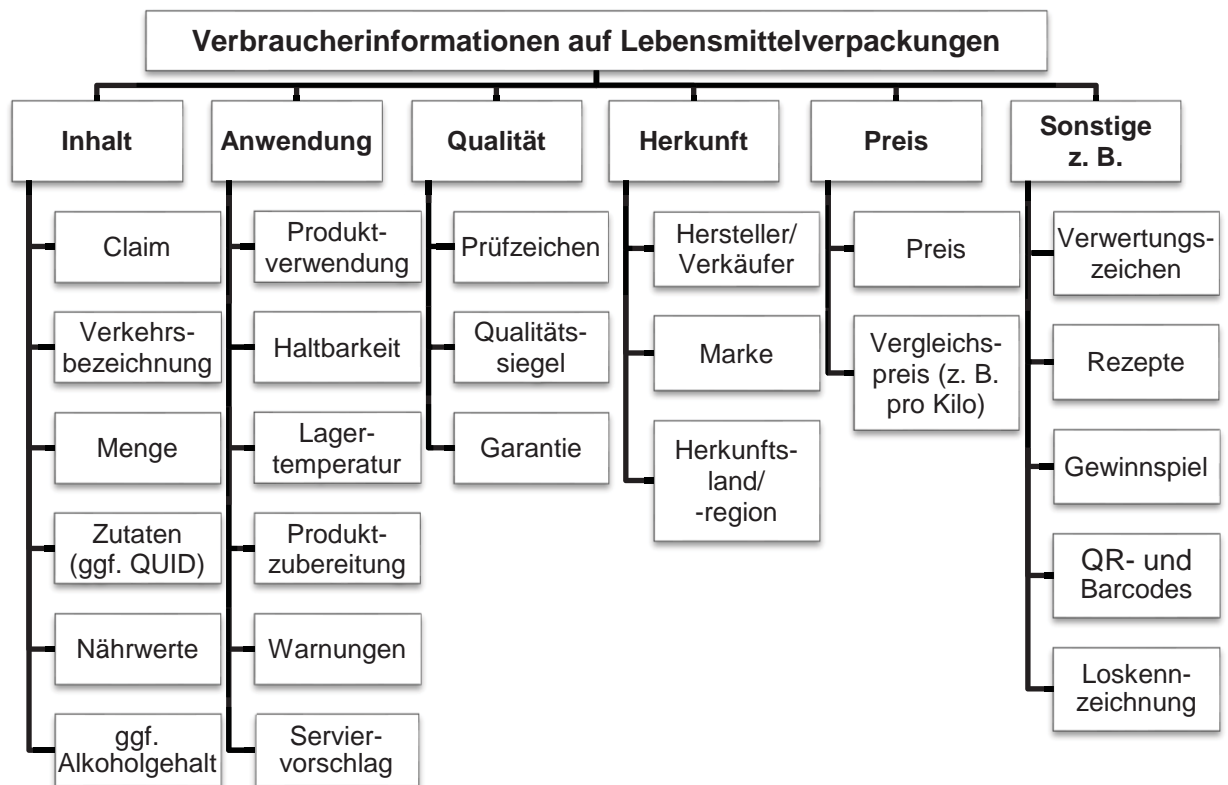 Verbraucherinformationen auf Lebensmittelverpackungen
Inhalt
Claim
Verkehrs-
bezeichnung
Menge
Zutaten
(ggf. QUID)
Nährwerte
ggf.
Alkoholgehalt
Anwendung
Produkt-
verwendung
Haltbarkeit
Lager-
temperatur
Produkt-
zubereitung
Warnungen
Servier-
vorschlag
Qualität
Prüfzeichen
Qualitäts-
siegel
Garantie
Herkunft
Hersteller/
Verkäufer
Marke
Herkunfts-
land/
-region
Preis
Preis
Vergleichs-
preis (z. B.
pro Kilo)
Sonstige
z. B.
Verwertungs-
zeichen
Rezepte
Gewinnspiel
QR- und
Barcodes
Loskenn-
zeichnung